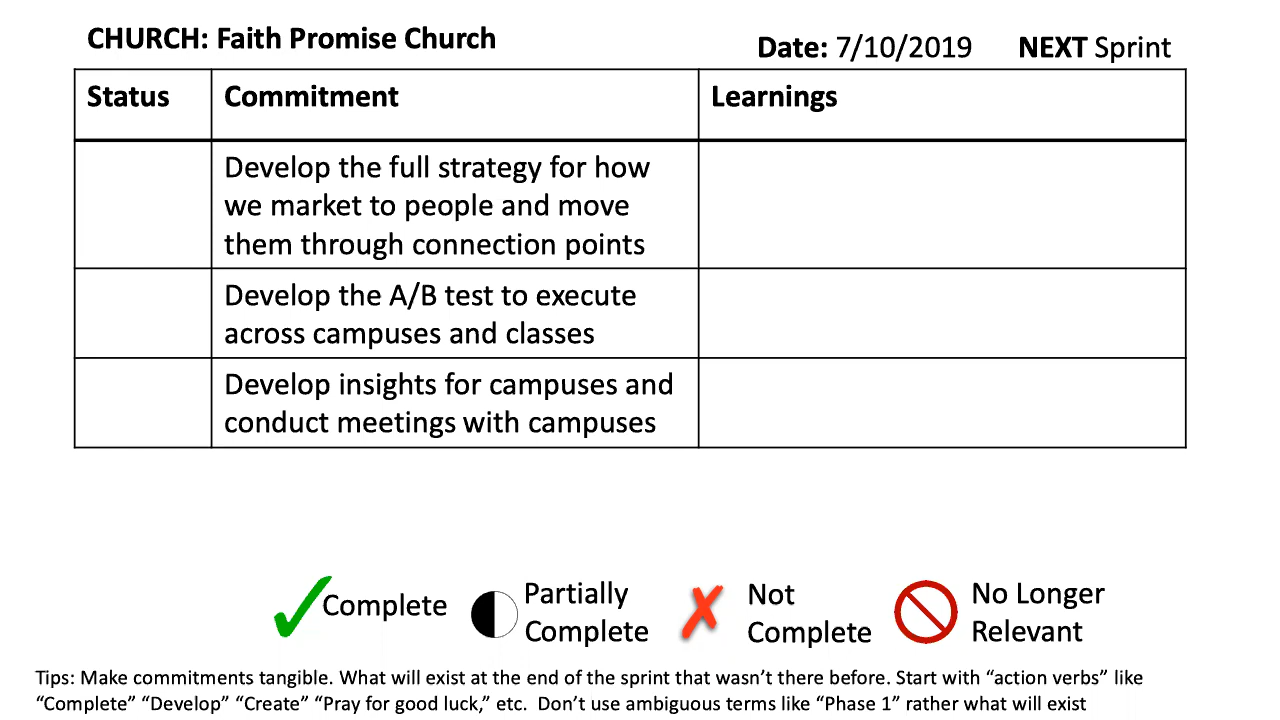 CHURCH: Faith Promise Church
Date: 7/10/2019 NEXT Sprint
Status Commitment Learnings
Develop the full strategy for how
we market to people and move
them through connection points
Develop the A/B test to execute
across campuses and classes
Develop insights for campuses and
conduct meetings with campuses
Complete
Partially
Complete
Not
Complete
No Longer
Relevant
Tips: Make commitments tangible. What will exist at the end of the sprint that wasn’t there before. Start with “action verbs” like
“Complete” “Develop” “Create” “Pray for good luck,” etc.  Don’t use ambiguous terms like “Phase 1” rather what will exist